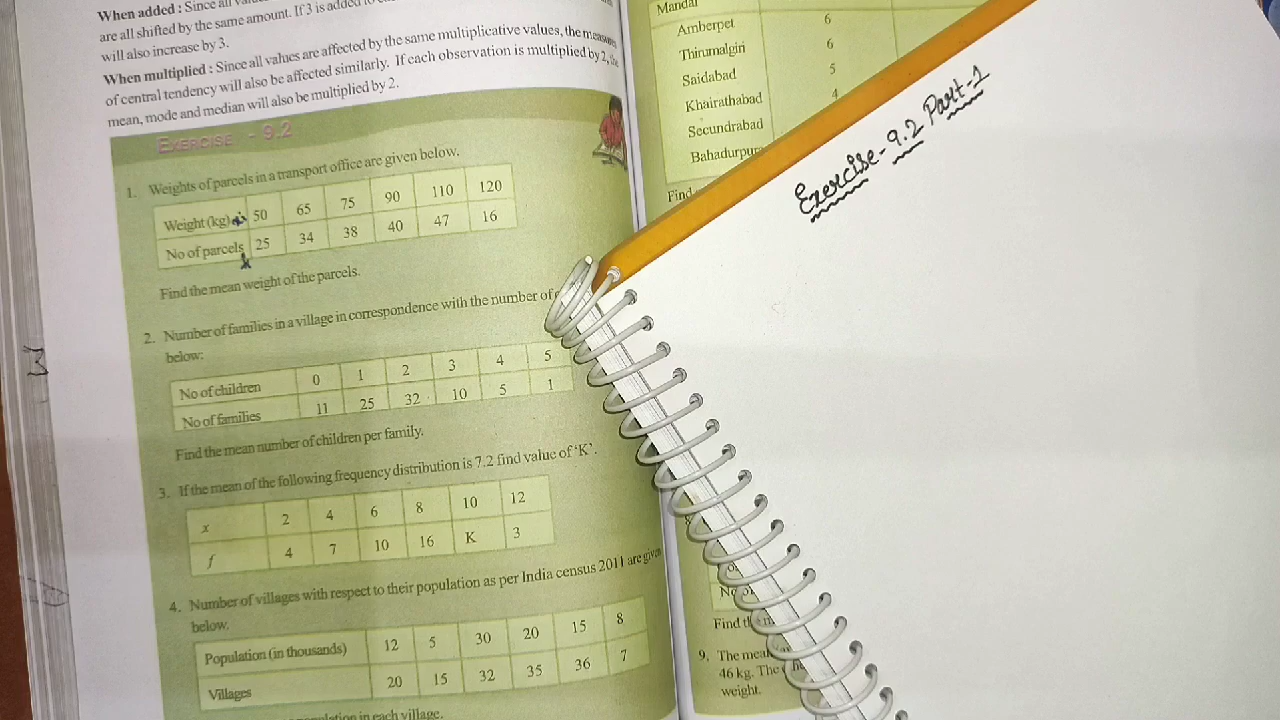 When added : Since all
are all shifted by the same amount. If 3 is added to
will also increase by 3.
When multiplied : Since all values are affected by the same multiplicative values, the measures
of central tendency will also be affected similarly. If each observation is multiplied by 2,
mean, mode and median will also be multiplied by 2.
EXERCISE - 9.2
1. Weights of parcels in a transport office are given below.
Weight (kg) 50 65 75 90 110 120
No of parcels 25 34 38 40 47 16
Find the mean weight of the parcels.
2. Number of families in a village in correspondence with the number of
below:
No of children 0 1 2 3 4 5
No of families 11 25 32 10 5 1
Find the mean number of children per family.
3. If the mean of the following frequency distribution is 7.2 find value of 'K'.
x 2 4 6 8 10 12
f 4 7 10 16 K 3
4. Number of villages with respect to their population as per India census 2011 are given
below.
Population (in thousands) 12 5 30 20 15 8
Villages 20 15 32 35 36 7
in each village.
Mandal
Amberpet 6
Thirumalgiri 6
Saidabad 5
Khairathabad 4
Secundrabad
Bahadurpura
Find
Find
9. The mean
46 kg. The
weight.
Exercise-9.2 Part-1